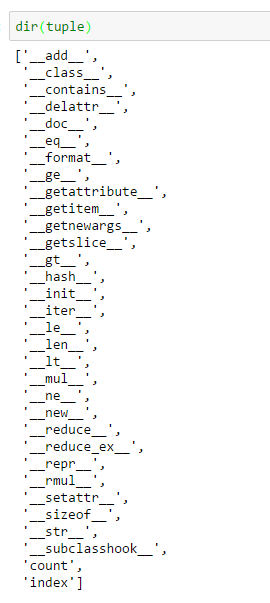 dir(tuple)
['__add__',
'__class__',
'__contains__',
'__delattr__',
'__doc__',
'__eq__',
'__format__',
'__ge__',
'__getattribute__',
'__getitem__',
'__getnewargs__',
'__getslice__',
'__gt__',
'__hash__',
'__init__',
'__iter__',
'__le__',
'__len__',
'__lt__',
'__mul__',
'__ne__',
'__new__',
'__reduce__',
'__reduce_ex__',
'__repr__',
'__rmul__',
'__setattr__',
'__sizeof__',
'__str__',
'__subclasshook__',
'count',
'index']